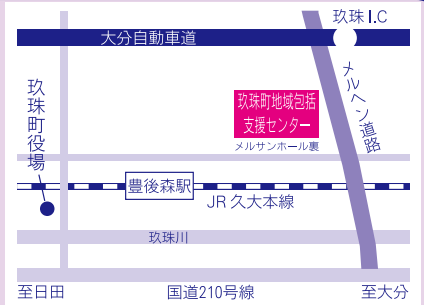 玖珠I.C
大分自動車道
メルヘン道路
玖珠町地域包括
支援センター
メルサンホール裏
玖珠町役場
豊後森駅
JR久大本線
玖珠川
至日田
国道210号線
至大分